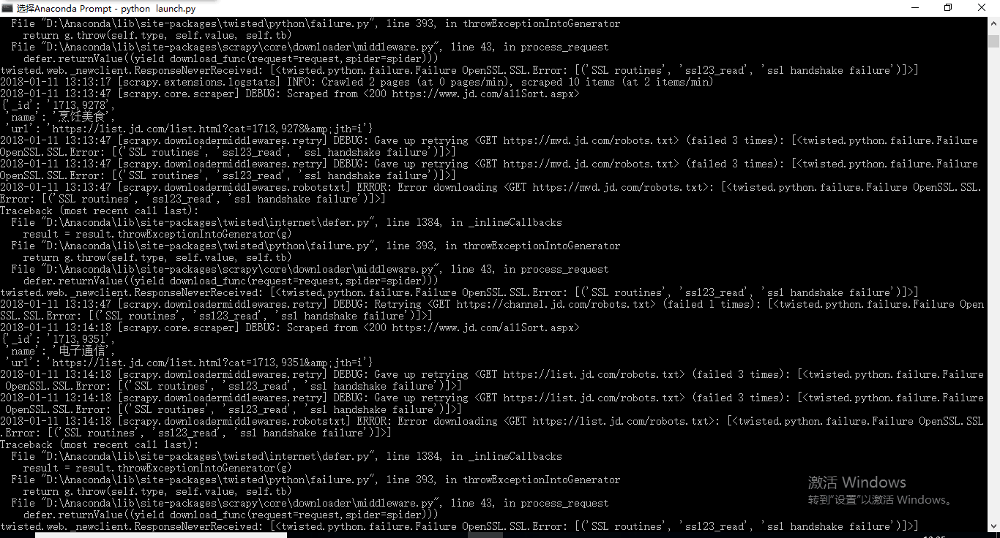 选择Anaconda Prompt - python  launch.py
  File "D:\Anaconda\lib\site-packages\twisted\python\failure.py", line 393, in throwExceptionIntoGenerator
    return g.throw(self.type, self.value, self.tb)
  File "D:\Anaconda\lib\site-packages\scrapy\core\downloader\middleware.py", line 43, in process_request
    defer.returnValue((yield download_func(request=request,spider=spider)))
twisted.web._newclient.ResponseNeverReceived: [<twisted.python.failure.Failure OpenSSL.SSL.Error: [('SSL routines', 'ssl23_read', 'ssl handshake failure')]>]
2018-01-11 13:13:17 [scrapy.extensions.logstats] INFO: Crawled 2 pages (at 0 pages/min), scraped 10 items (at 2 items/min)
2018-01-11 13:13:47 [scrapy.core.scraper] DEBUG: Scraped from <200 https://www.jd.com/allSort.aspx>
{'_id': '1713,9278',
 'name': '烹饪美食',
 'url': 'https://list.jd.com/list.html?cat=1713,9278&amp;jth=i'}
2018-01-11 13:13:47 [scrapy.downloadermiddlewares.retry] DEBUG: Gave up retrying <GET https://mvd.jd.com/robots.txt> (failed 3 times): [<twisted.python.failure.Failure
OpenSSL.SSL.Error: [('SSL routines', 'ssl23_read', 'ssl handshake failure')]>]
2018-01-11 13:13:47 [scrapy.downloadermiddlewares.retry] DEBUG: Gave up retrying <GET https://mvd.jd.com/robots.txt> (failed 3 times): [<twisted.python.failure.Failure
OpenSSL.SSL.Error: [('SSL routines', 'ssl23_read', 'ssl handshake failure')]>]
2018-01-11 13:13:47 [scrapy.downloadermiddlewares.robotstxt] ERROR: Error downloading <GET https://mvd.jd.com/robots.txt>: [<twisted.python.failure.Failure OpenSSL.SSL.
Error: [('SSL routines', 'ssl23_read', 'ssl handshake failure')]>]
Traceback (most recent call last):
  File "D:\Anaconda\lib\site-packages\twisted\internet\defer.py", line 1384, in _inlineCallbacks
    result = result.throwExceptionIntoGenerator(g)
  File "D:\Anaconda\lib\site-packages\twisted\python\failure.py", line 393, in throwExceptionIntoGenerator
    return g.throw(self.type, self.value, self.tb)
  File "D:\Anaconda\lib\site-packages\scrapy\core\downloader\middleware.py", line 43, in process_request
    defer.returnValue((yield download_func(request=request,spider=spider)))
twisted.web._newclient.ResponseNeverReceived: [<twisted.python.failure.Failure OpenSSL.SSL.Error: [('SSL routines', 'ssl23_read', 'ssl handshake failure')]>]
2018-01-11 13:13:47 [scrapy.downloadermiddlewares.retry] DEBUG: Retrying <GET https://channel.jd.com/robots.txt> (failed 1 times): [<twisted.python.failure.Failure Open
SSL.SSL.Error: [('SSL routines', 'ssl23_read', 'ssl handshake failure')]>]
2018-01-11 13:14:18 [scrapy.core.scraper] DEBUG: Scraped from <200 https://www.jd.com/allSort.aspx>
{'_id': '1713,9351',
 'name': '电子通信',
 'url': 'https://list.jd.com/list.html?cat=1713,9351&amp;jth=i'}
2018-01-11 13:14:18 [scrapy.downloadermiddlewares.retry] DEBUG: Gave up retrying <GET https://list.jd.com/robots.txt> (failed 3 times): [<twisted.python.failure.Failure
 OpenSSL.SSL.Error: [('SSL routines', 'ssl23_read', 'ssl handshake failure')]>]
2018-01-11 13:14:18 [scrapy.downloadermiddlewares.retry] DEBUG: Gave up retrying <GET https://list.jd.com/robots.txt> (failed 3 times): [<twisted.python.failure.Failure
 OpenSSL.SSL.Error: [('SSL routines', 'ssl23_read', 'ssl handshake failure')]>]
2018-01-11 13:14:18 [scrapy.downloadermiddlewares.robotstxt] ERROR: Error downloading <GET https://list.jd.com/robots.txt>: [<twisted.python.failure.Failure OpenSSL.SSL
.Error: [('SSL routines', 'ssl23_read', 'ssl handshake failure')]>]
Traceback (most recent call last):
  File "D:\Anaconda\lib\site-packages\twisted\internet\defer.py", line 1384, in _inlineCallbacks
    result = result.throwExceptionIntoGenerator(g)
  File "D:\Anaconda\lib\site-packages\twisted\python\failure.py", line 393, in throwExceptionIntoGenerator
    return g.throw(self.type, self.value, self.tb)
  File "D:\Anaconda\lib\site-packages\scrapy\core\downloader\middleware.py", line 43, in process_request
    defer.returnValue((yield download_func(request=request,spider=spider)))
twisted.web._newclient.ResponseNeverReceived: [<twisted.python.failure.Failure OpenSSL.SSL.Error: [('SSL routines', 'ssl23_read', 'ssl handshake failure')]>]
激活 Windows
转到"设置"以激活 Windows。